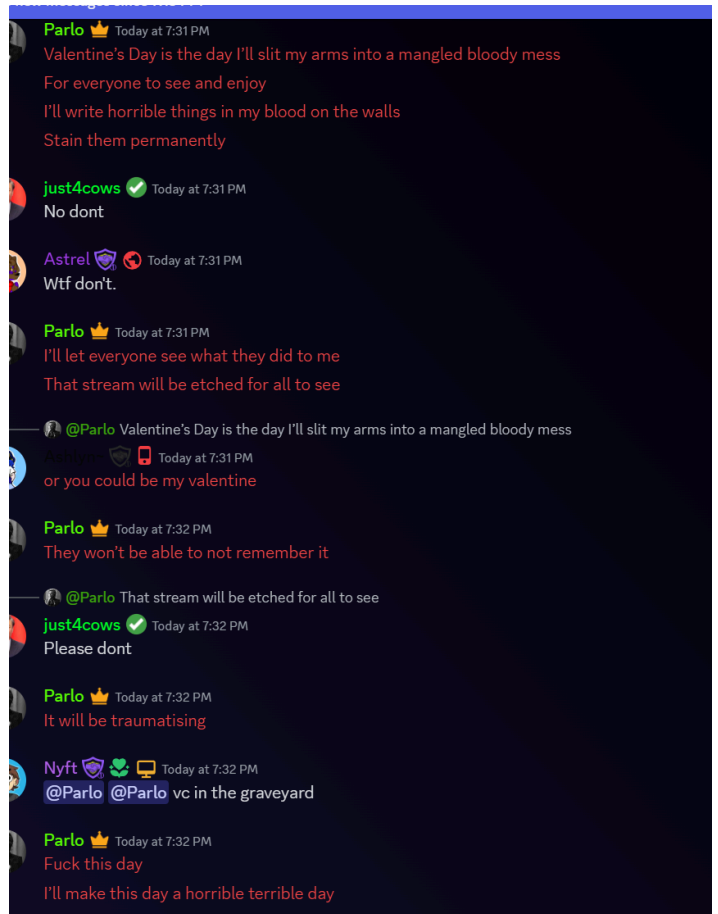 Parlo Today at 7:31 PM
Valentine's Day is the day I'll slit my arms into a mangled bloody mess
For everyone to see and enjoy
I'll write horrible things in my blood on the walls
Stain them permanently
just4cows Today at 7:31 PM
No dont
Astrel Today at 7:31 PM
Wtf don't.
Parlo Today at 7:31 PM
I'll let everyone see what they did to me
That stream will be etched for all to see
@Parlo Valentine's Day is the day I'll slit my arms into a mangled bloody mess
Today at 7:31 PM
or you could be my valentine
Parlo Today at 7:32 PM
They won't be able to not remember it
@Parlo That stream will be etched for all to see
just4cows Today at 7:32 PM
Please dont
Parlo Today at 7:32 PM
It will be traumatising
Nyft Today at 7:32 PM
@Parlo @Parlo vc in the graveyard
Parlo Today at 7:32 PM
Fuck this day
I'll make this day a horrible terrible day